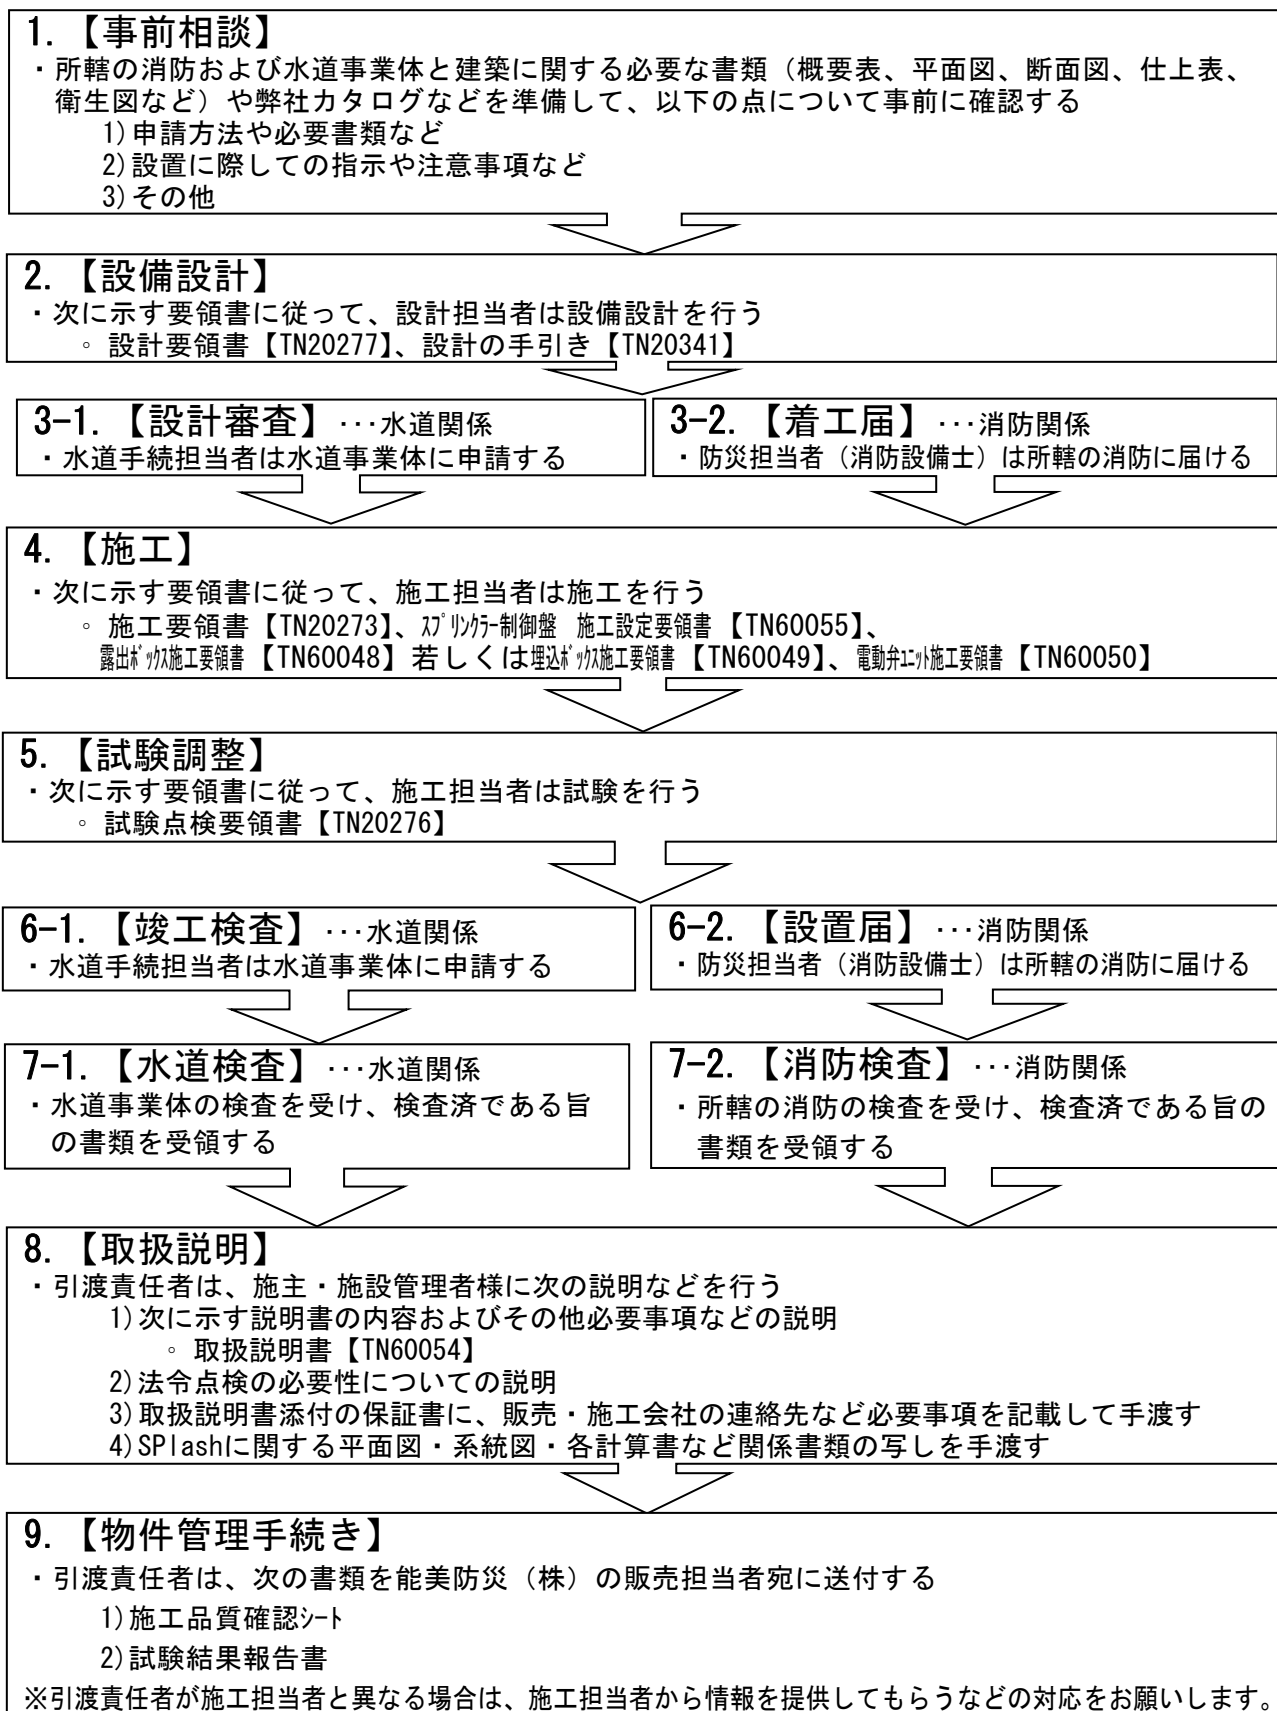 1. 【事前相談】
・所轄の消防および水道事業体と建築に関する必要な書類（概要表、平面図、断面図、仕上表、
衛生図など）や弊社カタログなどを準備して、以下の点について事前に確認する
1)申請方法や必要書類など
2)設置に際しての指示や注意事項など
3)その他
2. 【設備設計】
・次に示す要領書に従って、設計担当者は設備設計を行う
◦ 設計要領書【TN20277】、設計の手引き【TN20341】
3-1. 【設計審査】…水道関係
・水道手続担当者は水道事業体に申請する
3-2. 【着工届】…消防関係
・防災担当者（消防設備士）は所轄の消防に届ける
4. 【施工】
・次に示す要領書に従って、施工担当者は施工を行う
◦ 施工要領書【TN20273】、ｽﾌﾟﾘﾝｸﾗｰ制御盤 施工設定要領書【TN60055】、
露出ﾎﾞｯｸｽ施工要領書【TN60048】若しくは埋込ﾎﾞｯｸｽ施工要領書【TN60049】、電動弁ﾕﾆｯﾄ施工要領書【TN60050】
5. 【試験調整】
・次に示す要領書に従って、施工担当者は試験を行う
◦ 試験点検要領書【TN20276】
6-1. 【竣工検査】…水道関係
・水道手続担当者は水道事業体に申請する
6-2. 【設置届】…消防関係
・防災担当者（消防設備士）は所轄の消防に届ける
7-1. 【水道検査】…水道関係
・水道事業体の検査を受け、検査済である旨
の書類を受領する
7-2. 【消防検査】…消防関係
・所轄の消防の検査を受け、検査済である旨の
書類を受領する
8. 【取扱説明】
・引渡責任者は、施主・施設管理者様に次の説明などを行う
1)次に示す説明書の内容およびその他必要事項などの説明
◦ 取扱説明書【TN60054】
2)法令点検の必要性についての説明
3)取扱説明書添付の保証書に、販売・施工会社の連絡先など必要事項を記載して手渡す
4)SPlashに関する平面図・系統図・各計算書など関係書類の写しを手渡す
9. 【物件管理手続き】
・引渡責任者は、次の書類を能美防災（株）の販売担当者宛に送付する
1)施工品質確認ｼｰﾄ
2)試験結果報告書
※引渡責任者が施工担当者と異なる場合は、施工担当者から情報を提供してもらうなどの対応をお願いします。